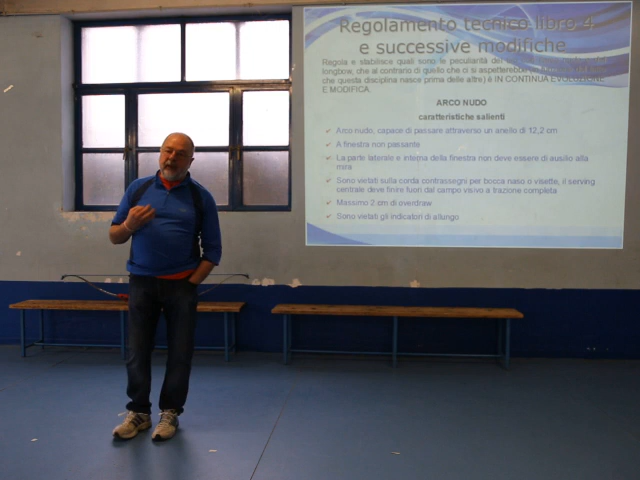 Regolamento tecnico libro 4
e successive modifiche
Regola e stabilisce quali sono le peculiarità
longbow, che al contrario di quello che ci si aspetterebbe
che questa disciplina nasce prima delle altre) è IN CONTINUA EVOLUZIONE
E MODIFICA.
ARCO NUDO
caratteristiche salienti
✓ Arco nudo, capace di passare attraverso un anello di 12,2 cm
✓ A finestra non passante
✓ La parte laterale e interna della finestra non deve essere di ausilio alla
mira
✓ Sono vietati sulla corda contrassegni per bocca naso o visette, il serving
centrale deve finire fuori dal campo visivo a trazione completa
✓ Massimo 2 cm di overdraw
✓ Sono vietati gli indicatori di allungo